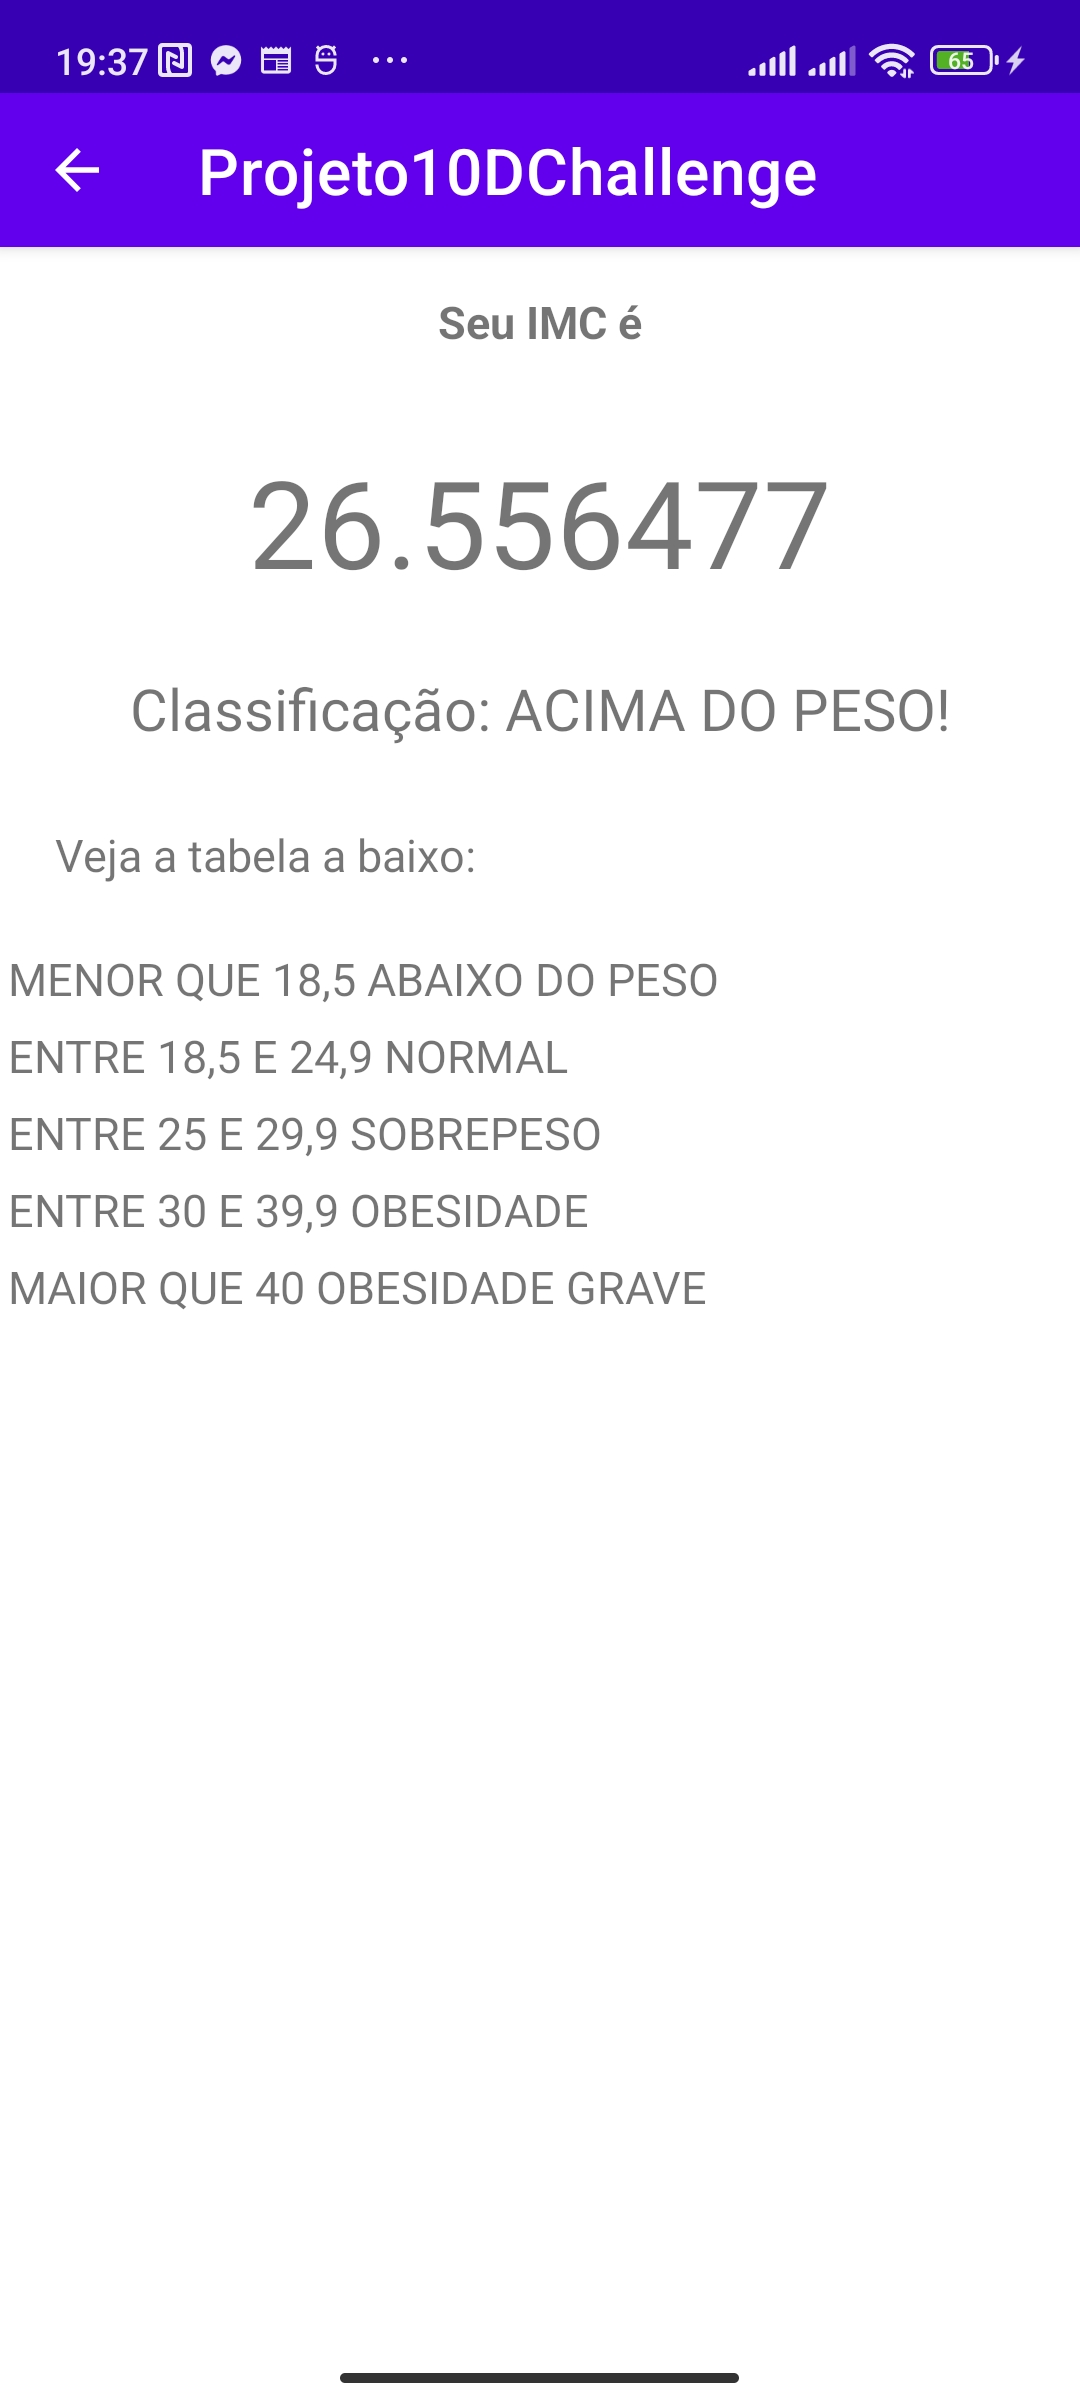 19:37 65
Projeto10DChallenge
Seu IMC é
26.556477
Classificação: ACIMA DO PESO!
Veja a tabela a baixo:
MENOR QUE 18,5 ABAIXO DO PESO
ENTRE 18,5 E 24,9 NORMAL
ENTRE 25 E 29,9 SOBREPESO
ENTRE 30 E 39,9 OBESIDADE
MAIOR QUE 40 OBESIDADE GRAVE